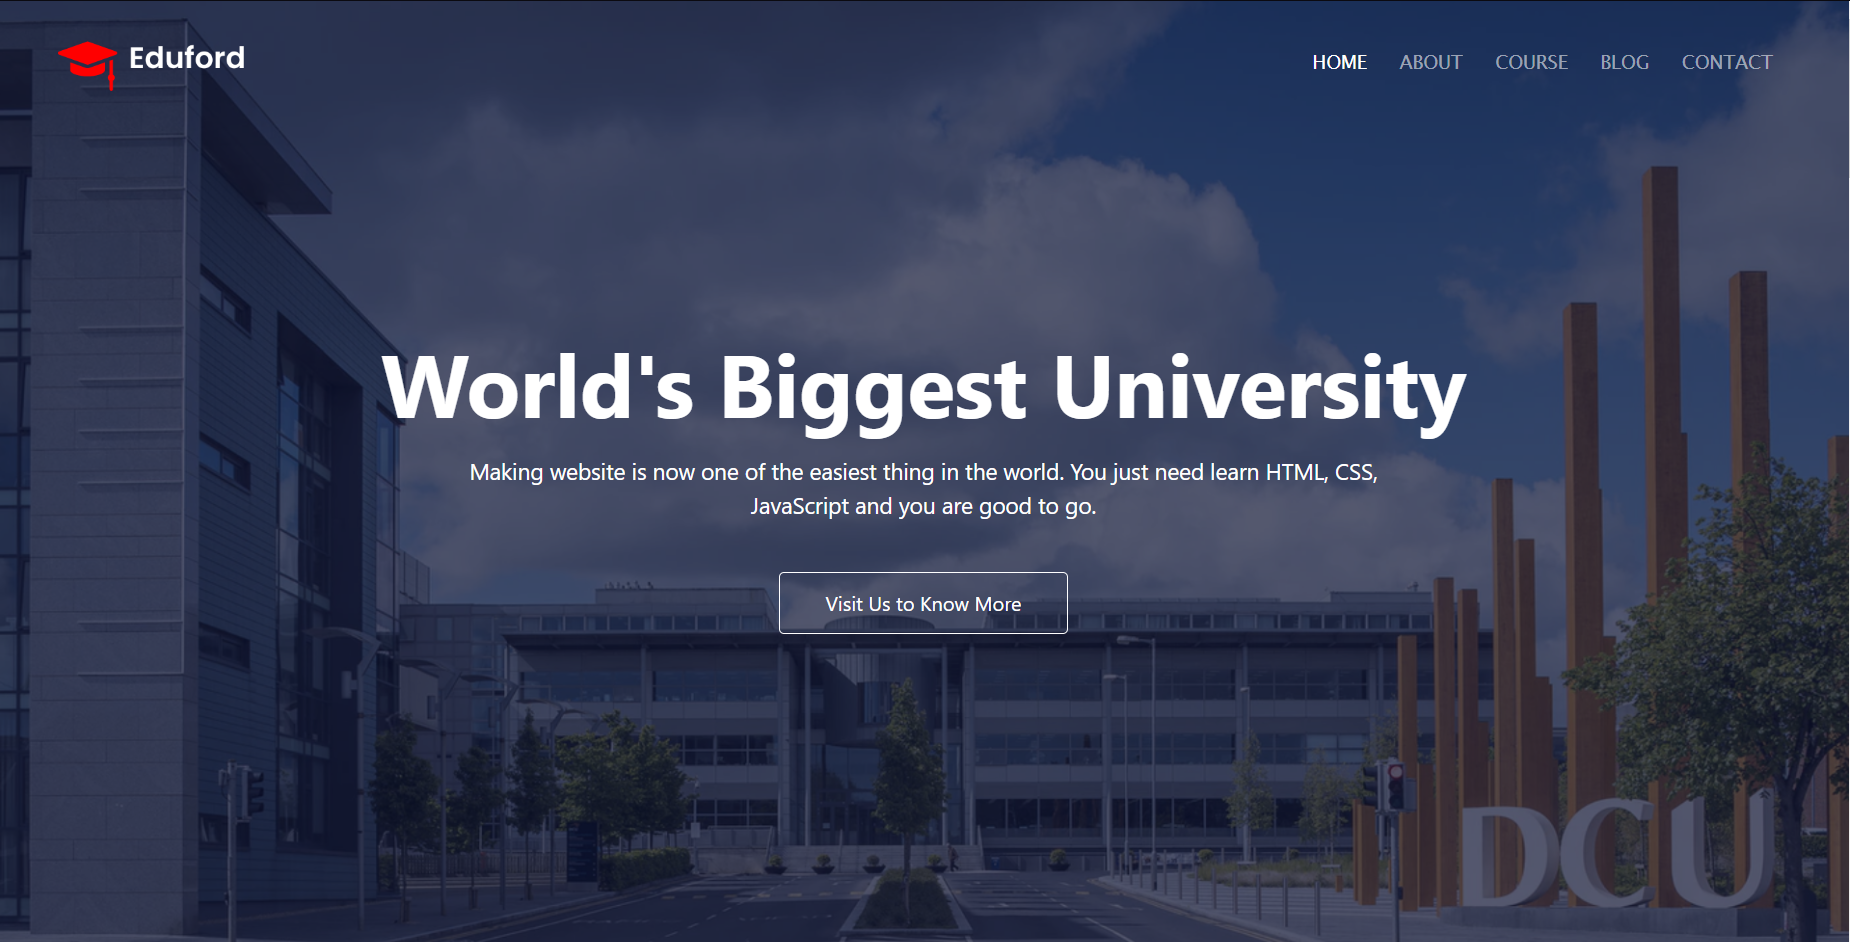 Eduford
HOME ABOUT COURSE BLOG CONTACT
World's Biggest University
Making website is now one of the easiest thing in the world. You just need learn HTML, CSS,
JavaScript and you are good to go.
Visit Us to Know More
DCU